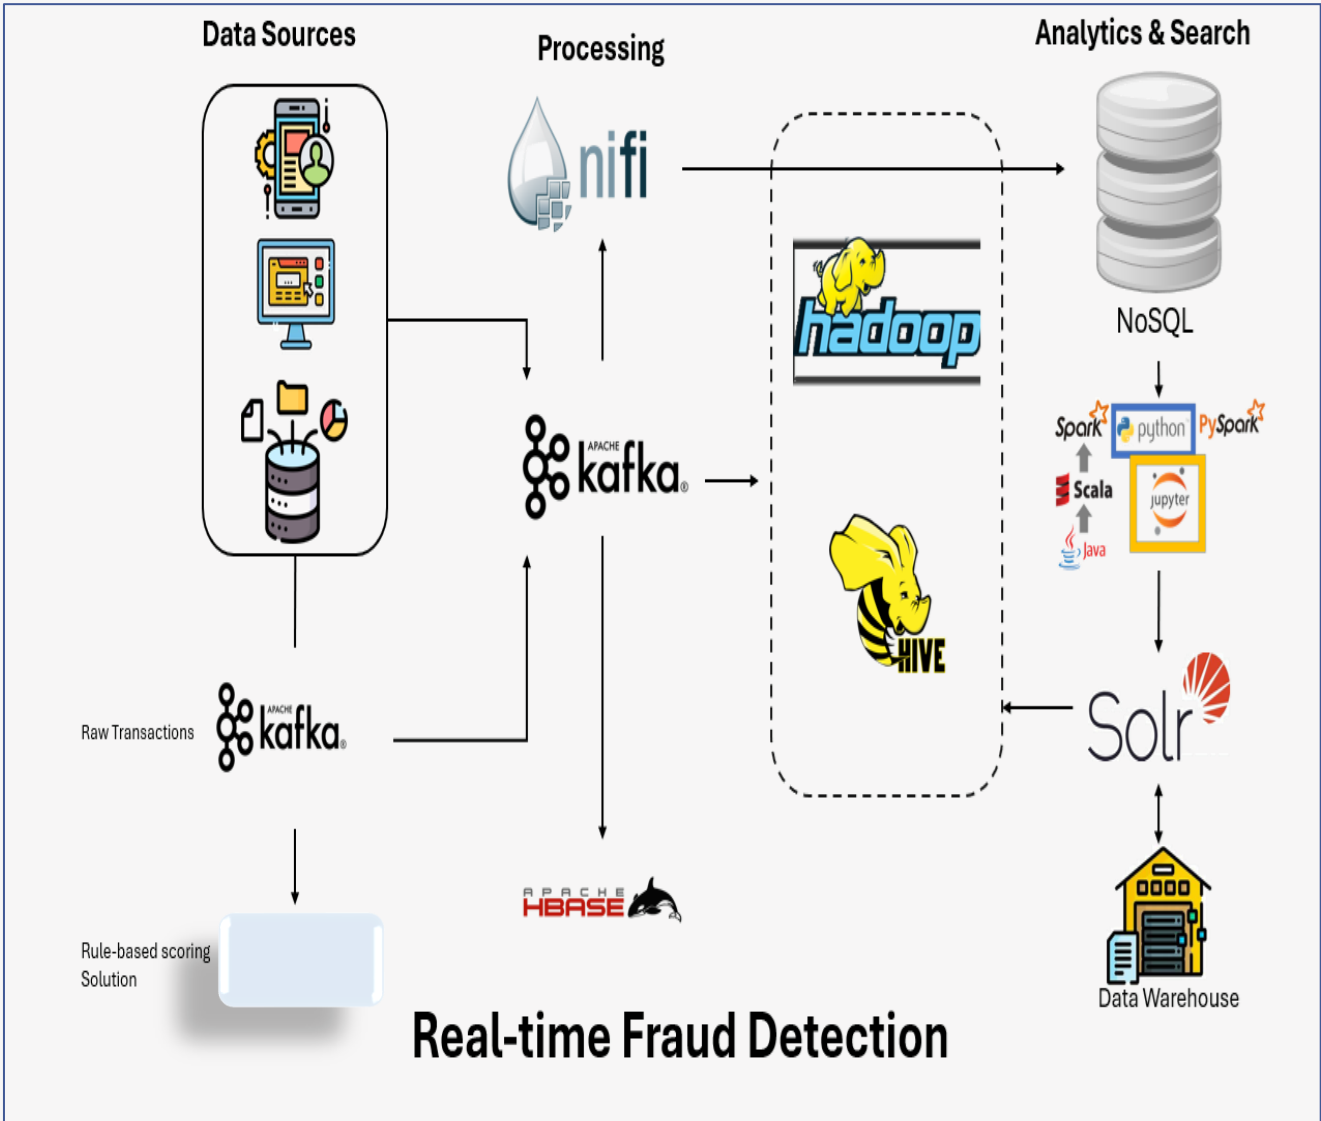 Data Sources
Processing
Analytics & Search
nifi
hadoop
NoSQL
Spark
python
PySpark
APACHE
kafka®
Scala
jupyter
Java
HIVE
Solr
Raw Transactions
APACHE
kafka®
APACHE
HBASE
Rule-based scoring
Solution
Data Warehouse
Real-time Fraud Detection